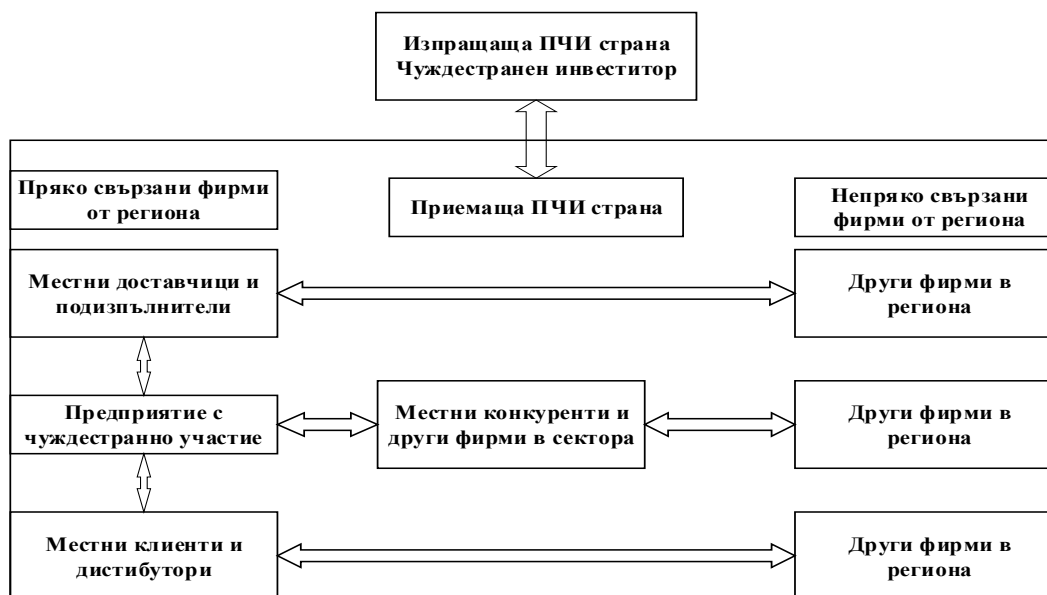 Изпращаща ПЧИ страна
Чуждестранен инвеститор
Пряко свързани фирми
от региона
Приемаща ПЧИ страна
Непряко свързани
фирми от региона
Местни доставчици и
подизпълнители
Други фирми в
региона
Предприятие с
чуждестранно участие
Местни конкуренти и
други фирми в сектора
Други фирми в
региона
Местни клиенти и
дистибутори
Други фирми в
региона